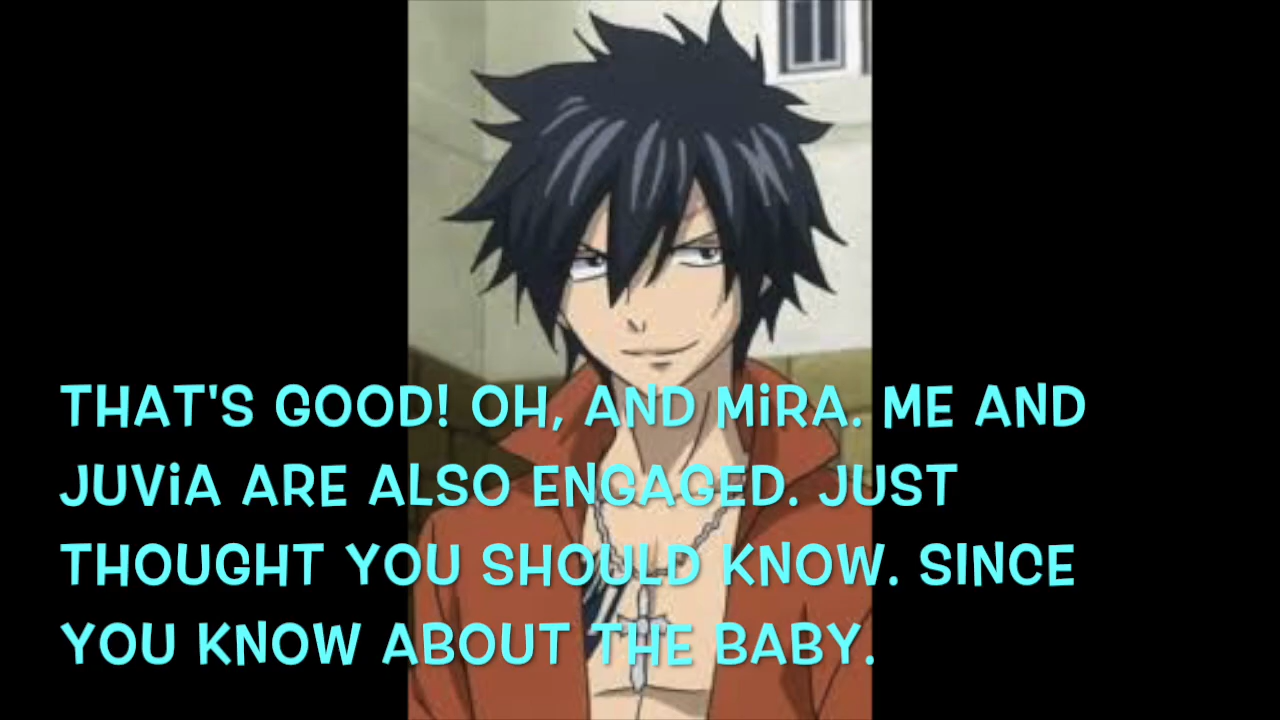 THAT'S GOOD! OH, AND MiRA. ME AND
JUViA ARE ALSO ENGAGED. JUST
THOUGHT YOU SHOULD KNOW. SINCE
YOU KNOW ABOUT THE BABY.